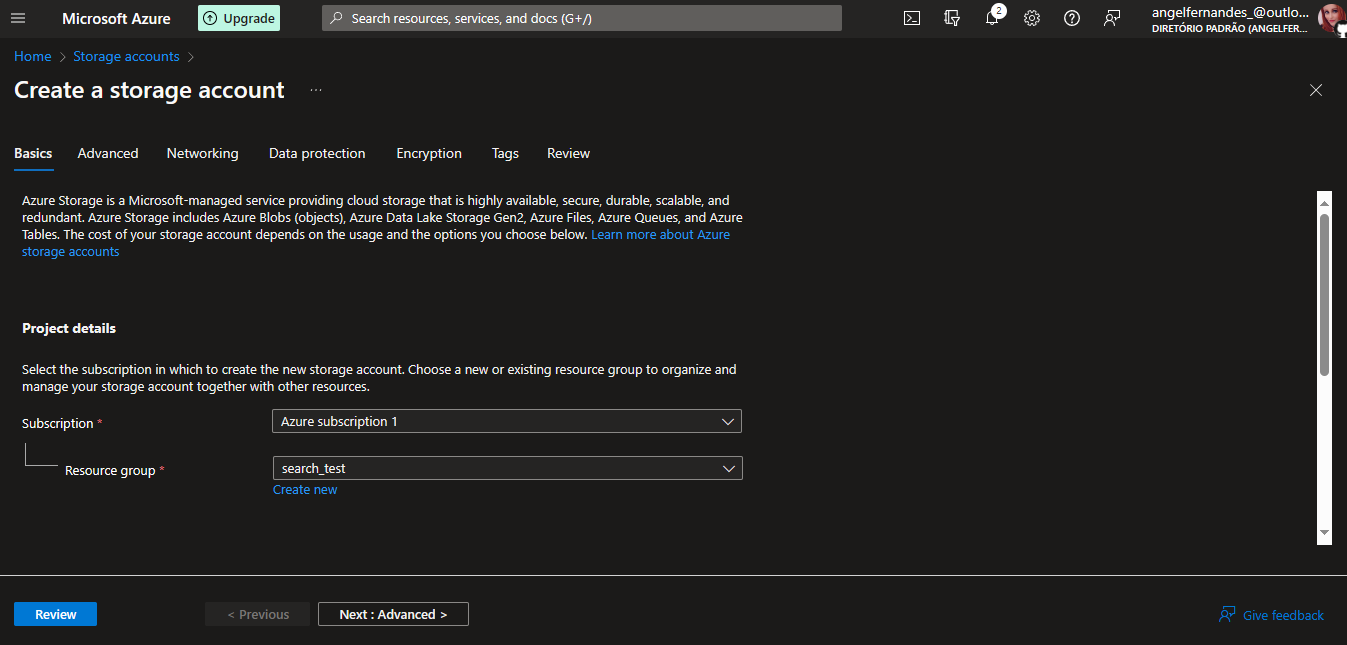 Microsoft Azure
Upgrade
Search resources, services, and docs (G+/)
2
angelfernandes_@outlo...
DIRETÓRIO PADRÃO (ANGELFER...
Home > Storage accounts >
Create a storage account ...
Basics Advanced Networking Data protection Encryption Tags Review
Azure Storage is a Microsoft-managed service providing cloud storage that is highly available, secure, durable, scalable, and
redundant. Azure Storage includes Azure Blobs (objects), Azure Data Lake Storage Gen2, Azure Files, Azure Queues, and Azure
Tables. The cost of your storage account depends on the usage and the options you choose below. Learn more about Azure
storage accounts
Project details
Select the subscription in which to create the new storage account. Choose a new or existing resource group to organize and
manage your storage account together with other resources.
Subscription * Azure subscription 1
Resource group * search_test
Create new
Review < Previous Next : Advanced > Give feedback